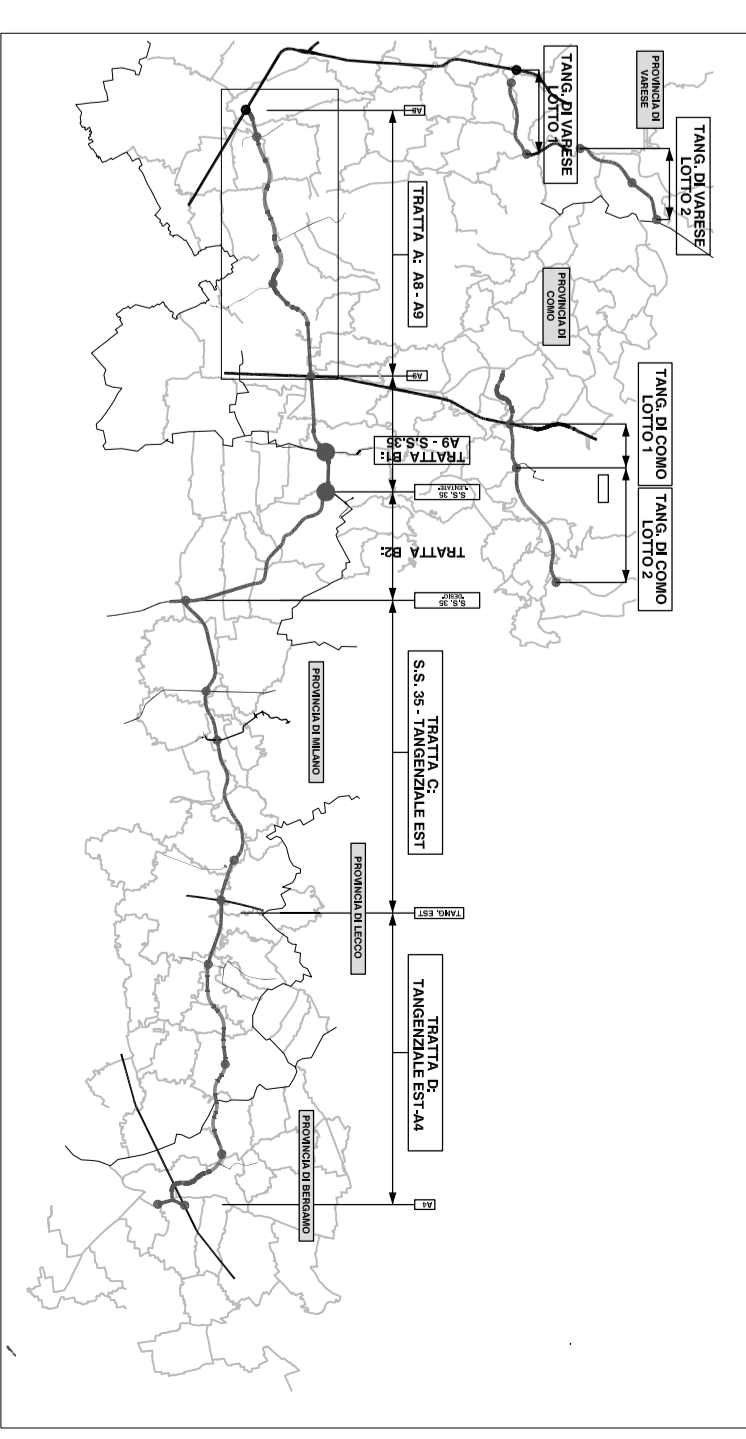 PROVINCIA DI
VARESE
TANG. DI VARESE
LOTTO 1
TANG. DI VARESE
LOTTO 2
PROVINCIA DI
COMO
TANG. DI COMO
LOTTO 1
TANG. DI COMO
LOTTO 2
A8
TRATTA A: A8 - A9
A9
TRATTA B1:
A9 - S.S.35
S.S. 35
"LENTATE"
TRATTA B2:
S.S. 35
"DESIO"
TRATTA C:
S.S. 35 - TANGENZIALE EST
TANG. EST
TRATTA D:
TANGENZIALE EST-A4
A4
PROVINCIA DI MILANO
PROVINCIA DI LECCO
PROVINCIA DI BERGAMO